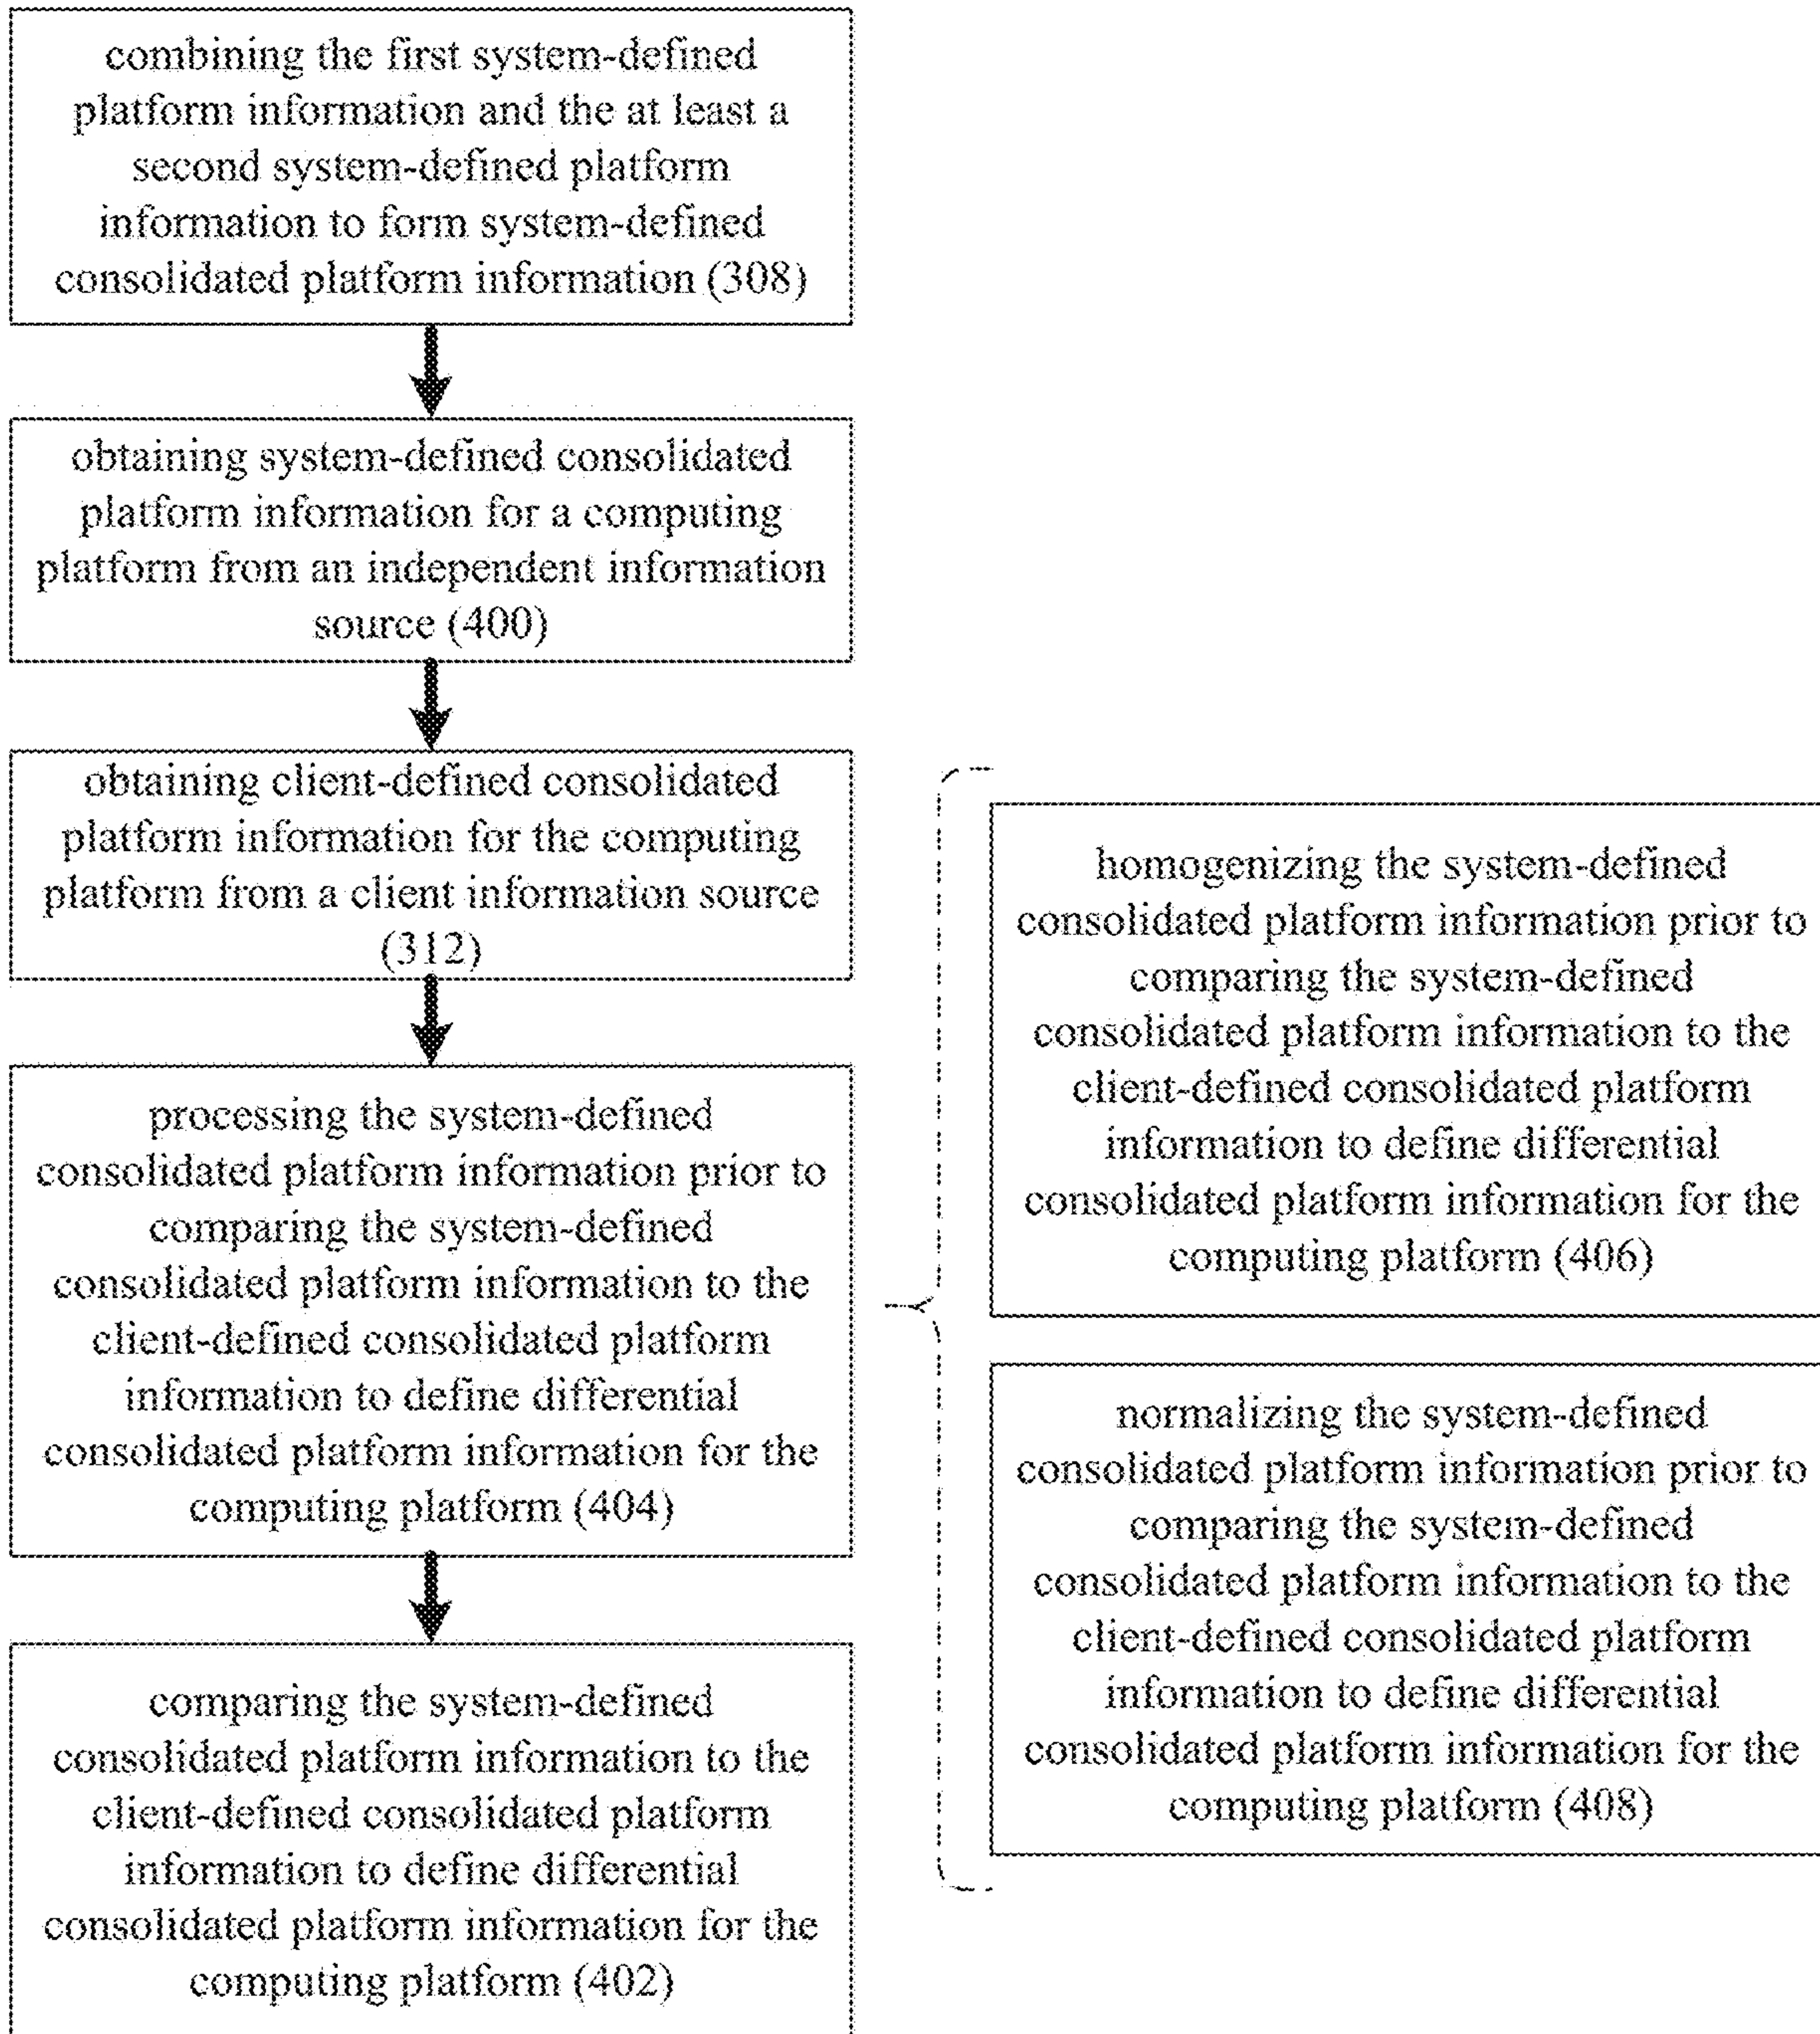 combining the first system-defined
platform information and the at least a
second system-defined platform
information to form system-defined
consolidated platform information (308)
obtaining system-defined consolidated
platform information for a computing
platform from an independent information
source (400)
obtaining client-defined consolidated
platform information for the computing
platform from a client information source
(312)
processing the system-defined
consolidated platform information prior to
comparing the system-defined
consolidated platform information to the
client-defined consolidated platform
information to define differential
consolidated platform information for the
computing platform (404)
comparing the system-defined
consolidated platform information to the
client-defined consolidated platform
information to define differential
consolidated platform information for the
computing platform (402)
homogenizing the system-defined
consolidated platform information prior to
comparing the system-defined
consolidated platform information to the
client-defined consolidated platform
information to define differential
consolidated platform information for the
computing platform (406)
normalizing the system-defined
consolidated platform information prior to
comparing the system-defined
consolidated platform information to the
client-defined consolidated platform
information to define differential
consolidated platform information for the
computing platform (408)